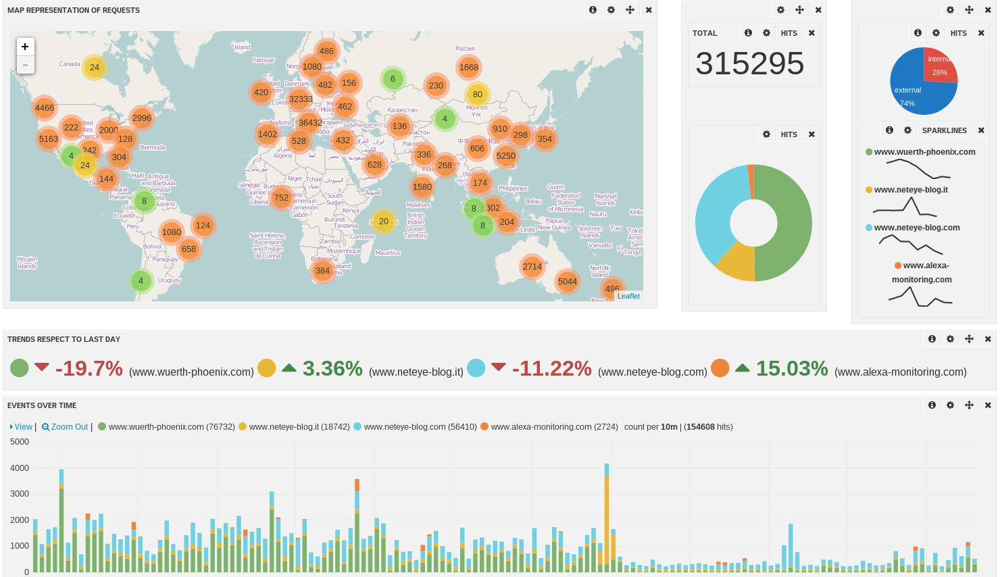 MAP REPRESENTATION OF REQUESTS
+
-
Ísland
Føroyar
Canada
Россия
Danmark
Қазақстан
Монгол
Улс
Andorra
Bermuda
Algérie
Haiti
Antigua
and Barbuda
Grenada
Panama
Guyana
Ecuador
Perú
Bolivia
Paraguay
Uruguay
Pitcairn
Islands
Sénégal
Guinée
Liberia
Niger
Tchad
South
Sudan
Cameroon
Gabon
Kenya
Burundi
Tanzania
Comores
Zambia
Mozambique
Botswana
Mauritius
Saint Helena,
Ascension
and Tristan
da Cunha
Maldives
British
Indian
Ocean
Territory
Philippines
Guam
Belau
Federated
States
of Micronesia
Marshall
Islands
Nauru
Papua
New Guinea
Solomon
Islands
Vanuatu
Norfolk
Island
24
4466
222
2000
2996
5163
242
128
4
24
304
144
8
1080
124
658
4
486
1080
420
482
156
32333
462
36432
1402
528
432
628
752
384
20
6
230
1668
80
4
136
336
268
1580
910
298
354
606
5250
174
8
302
8
204
2714
5044
496
Leaflet
TOTAL
HITS
315295
HITS
HITS
internal
26%
external
74%
SPARKLINES
www.wuerth-phoenix.com
www.neteye-blog.it
www.neteye-blog.com
www.alexa-
monitoring.com
TRENDS RESPECT TO LAST DAY
-19.7% (www.wuerth-phoenix.com) 3.36% (www.neteye-blog.it) -11.22% (www.neteye-blog.com) 15.03% (www.alexa-monitoring.com)
EVENTS OVER TIME
View | Zoom Out | www.wuerth-phoenix.com (76732) www.neteye-blog.it (18742) www.neteye-blog.com (56410) www.alexa-monitoring.com (2724) count per 10m | (154608 hits)
5000
4000
3000
2000
1000
0